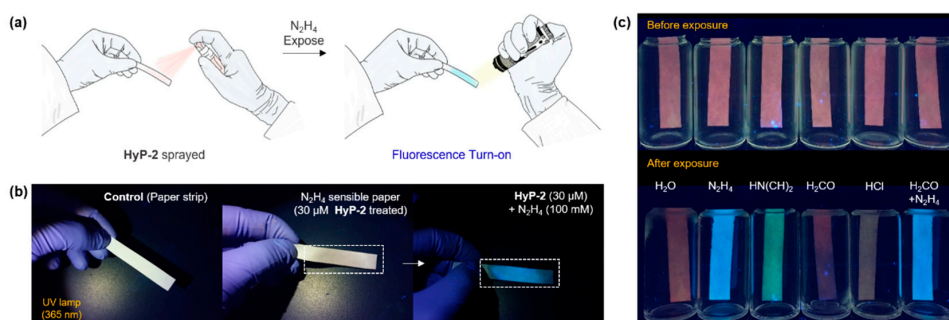 (a)
N₂H₄
Expose
HyP-2 sprayed
Fluorescence Turn-on
(b)
Control (Paper strip)
UV lamp
(365 nm)
N₂H₄ sensible paper
(30 μM HyP-2 treated)
HyP-2 (30 μM)
+ N₂H₄ (100 mM)
(c)
Before exposure
After exposure
H₂O
N₂H₄
HN(CH)₂
H₂CO
HCl
H₂CO
+N₂H₄